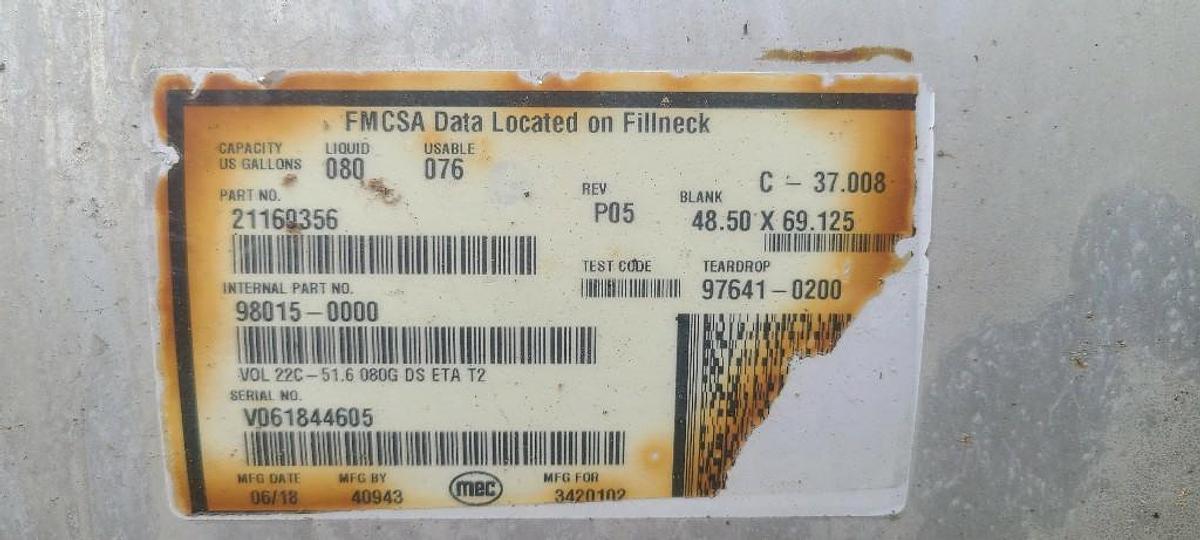 FMCSA Data Located on Fillneck
CAPACITY US GALLONS
LIQUID 080
USABLE 076
PART NO.
21169356
REV
P05
BLANK
C - 37.008
48.50 X 69.125
TEST CODE
TEARDROP
97641-0200
INTERNAL PART NO.
98015-0000
VOL 22C-51.6 080G DS ETA T2
SERIAL NO.
V061844605
MFG DATE
06/18
MFG BY
40943
mec
MFG FOR
3420102